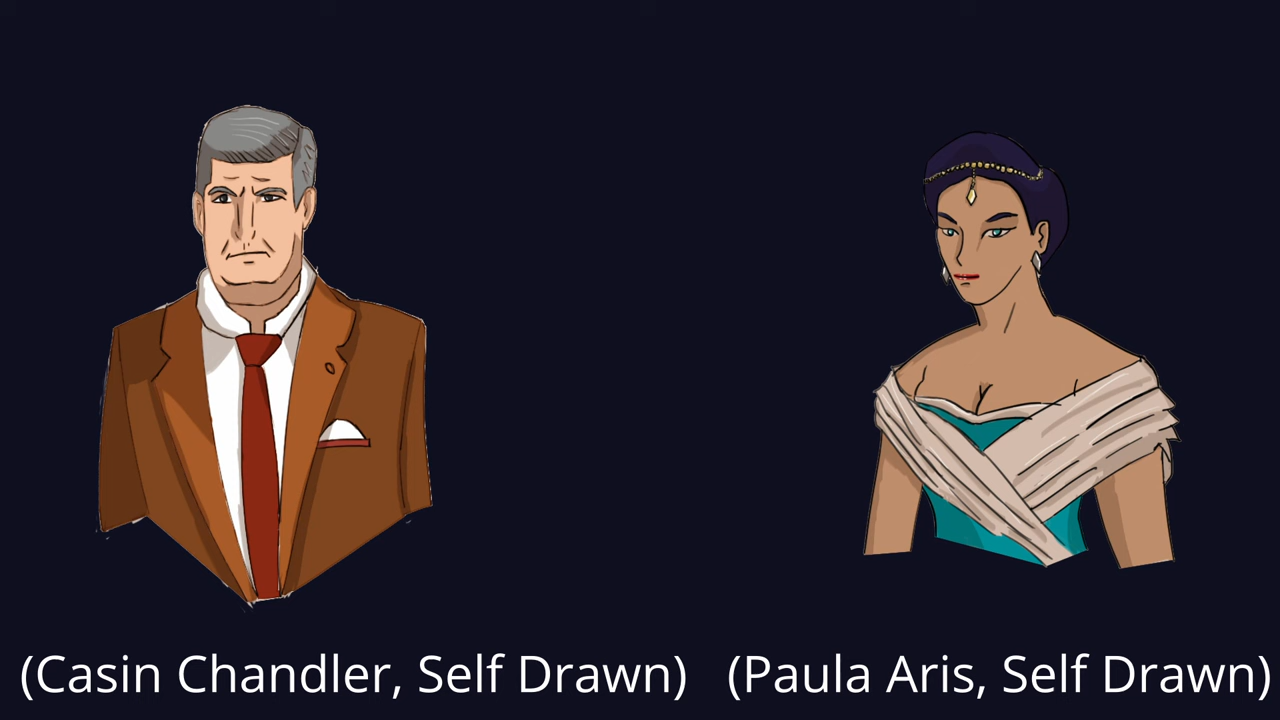 (Casin Chandler, Self Drawn) (Paula Aris, Self Drawn)